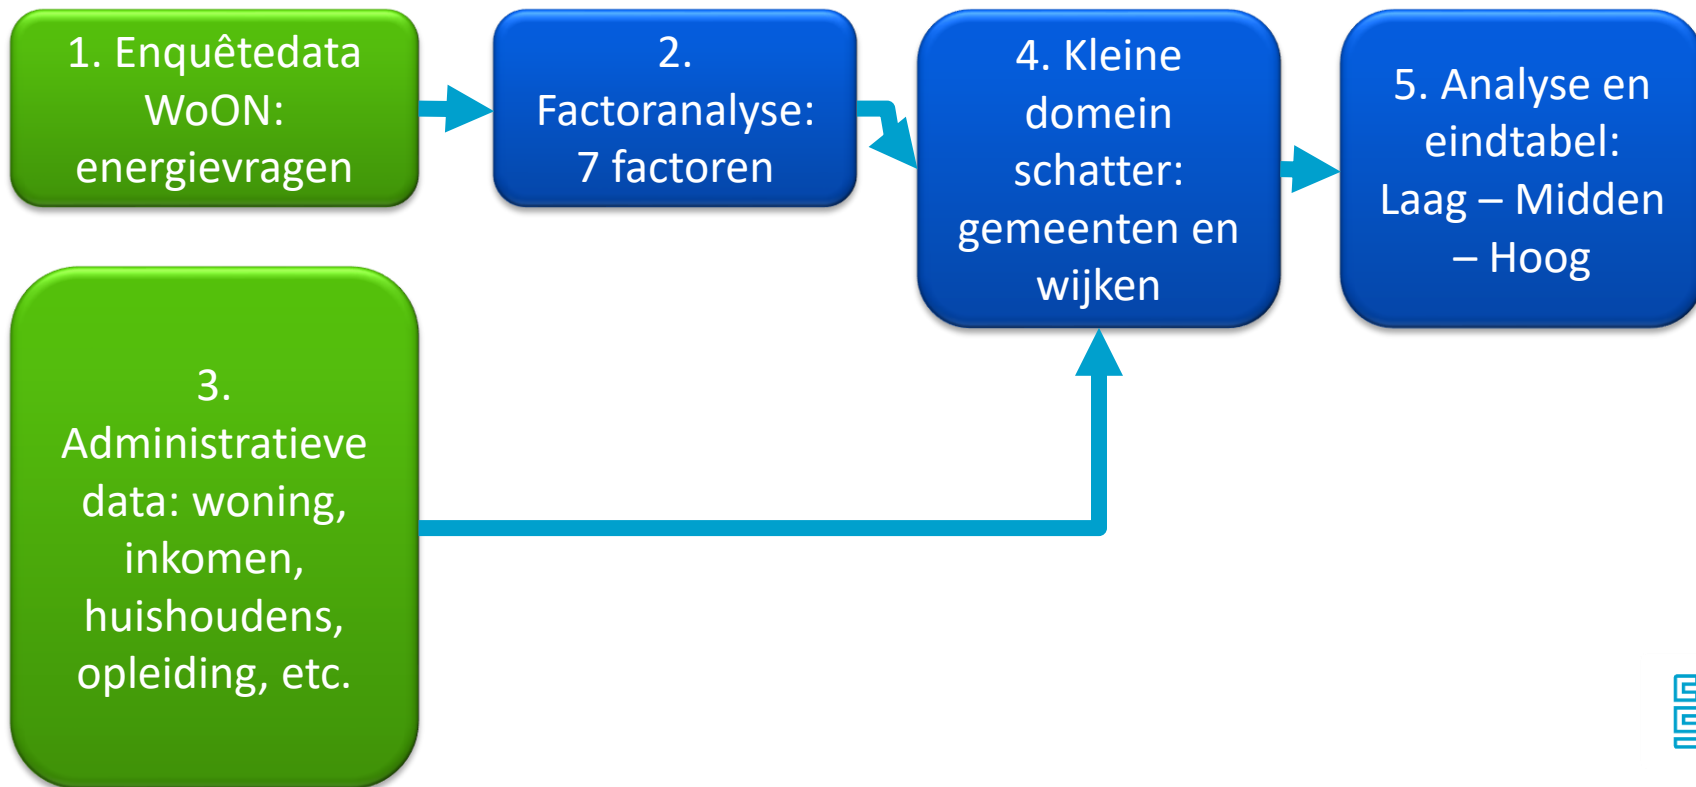 1. Enquêtedata
WoON:
energievragen
2.
Factoranalyse:
7 factoren
3.
Administratieve
data: woning,
inkomen,
huishoudens,
opleiding, etc.
4. Kleine
domein
schatter:
gemeenten en
wijken
5. Analyse en
eindtabel:
Laag – Midden
– Hoog